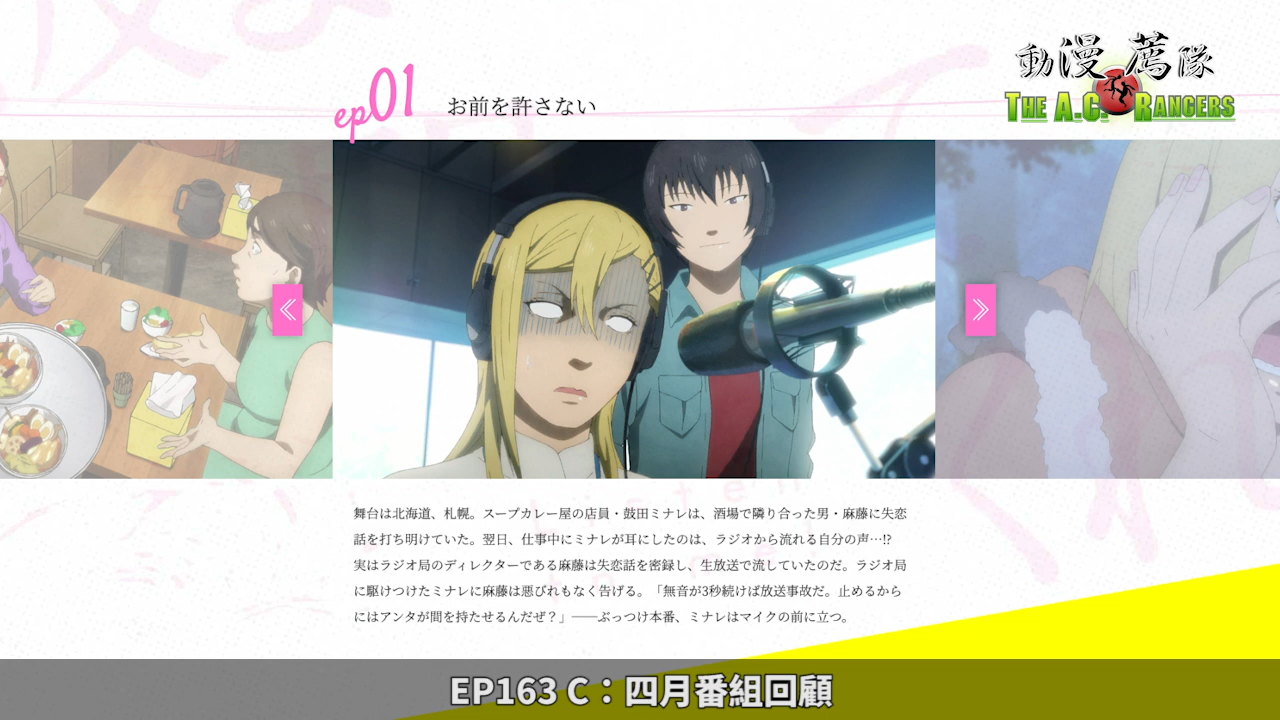 動漫薦隊
THE A.C. RANGERS
ep01 お前を許さない
舞台は北海道、札幌。スープカレー屋の店員・鼓田ミナレは、酒場で隣り合った男・麻藤に失恋
話を打ち明けていた。翌日、仕事中にミナレが耳にしたのは、ラジオから流れる自分の声…!?
実はラジオ局のディレクターである麻藤は失恋話を密録し、生放送で流していたのだ。ラジオ局
に駆けつけたミナレに麻藤は悪びれもなく告げる。「無音が3秒続けば放送事故だ。止めるから
にはアンタが間を持たせるんだぜ？」――ぶっつけ本番、ミナレはマイクの前に立つ。
EP163 C：四月番組回顧